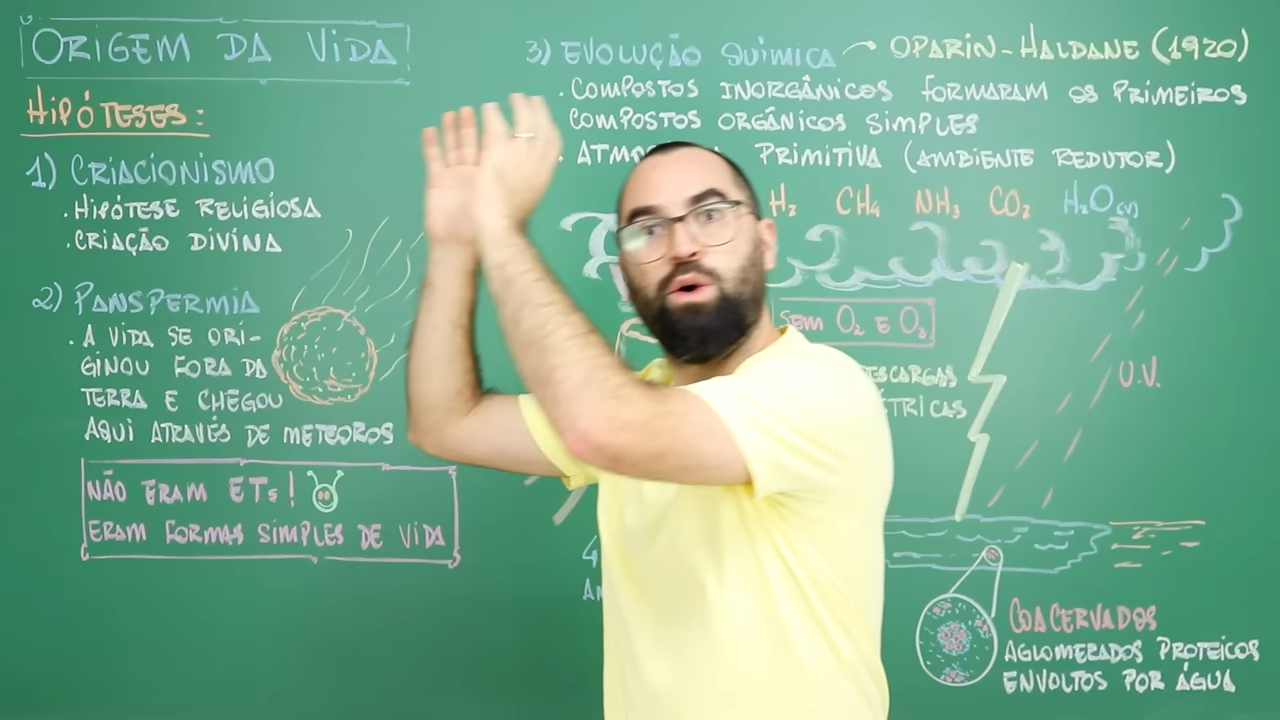 ORIGEM DA VIDA
HIPÓTESES:
1) CRIACIONISMO
. HIPÓTESE RELIGIOSA
. CRIAÇÃO DIVINA
2) PANSPERMIA
. A VIDA SE ORI-
GINOU FORA DA
TERRA E CHEGOU
AQUI ATRAVÉS DE METEOROS
NÃO ERAM ETs!
ERAM FORMAS SIMPLES DE VIDA
3) EVOLUÇÃO QUÍMICA OPARIN-HALDANE (1920)
. COMPOSTOS INORGÂNICOS FORMARAM OS PRIMEIROS
COMPOSTOS ORGÂNICOS SIMPLES
. PRIMITIVA (AMBIENTE REDUTOR)
H₂ CH₄ NH₃ CO₂ H₂O(V)
SEM O₂ E O₃
U.V.
4
COACERVADOS
AGLOMERADOS PROTEICOS
ENVOLTOS POR ÁGUA